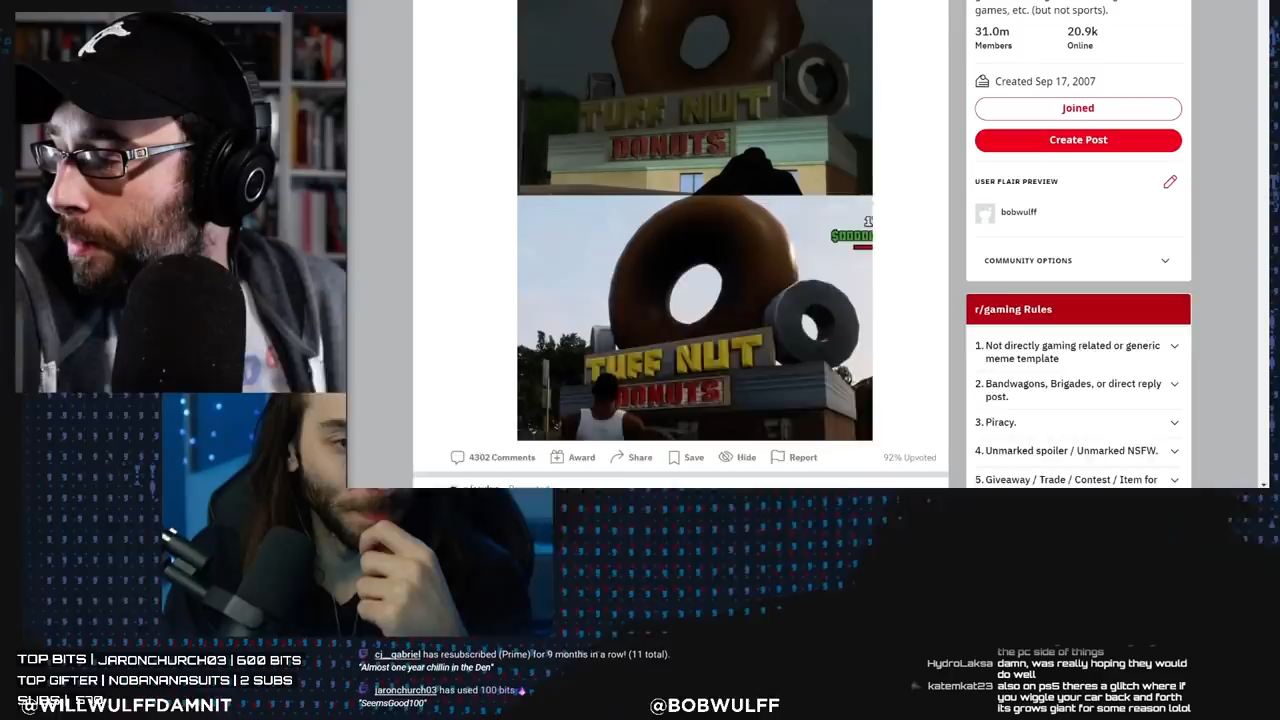 games, etc. (but not sports).
31.0m
Members
20.9k
Online
Created Sep 17, 2007
Joined
Create Post
USER FLAIR PREVIEW
bobwulff
COMMUNITY OPTIONS
r/gaming Rules
1. Not directly gaming related or generic
meme template
2. Bandwagons, Brigades, or direct reply
post.
3. Piracy.
4. Unmarked spoiler / Unmarked NSFW.
5. Giveaway / Trade / Contest / Item for
TUFF NUT
DONUTS
TUFF NUT
DONUTS
4302 Comments
Award
Share
Save
Hide
Report
92% Upvoted
cj__gabriel has resubscribed (Prime) for 9 months in a row! (11 total).
"Almost one year chillin in the Den"
jaronchurch03 has used 100 bits
"SeemsGood100"
TOP BITS | JARONCHURCH03 | 600 BITS
TOP GIFTER | NOBANANASUITS | 2 SUBS
@WILLWULFFDAMNIT
@BOBWULFF
the pc side of things
HydroLaksa damn, was really hoping they would
do well
katemkat23 also on ps5 theres a glitch where if
you wiggle your car back and forth
its grows giant for some reason lolol